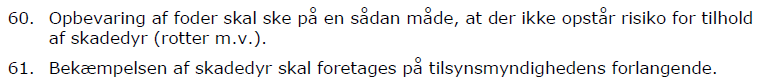 60. Opbevaring af foder skal ske på en sådan måde, at der ikke opstår risiko for tilhold
af skadedyr (rotter m.v.).
61. Bekæmpelsen af skadedyr skal foretages på tilsynsmyndighedens forlangende.